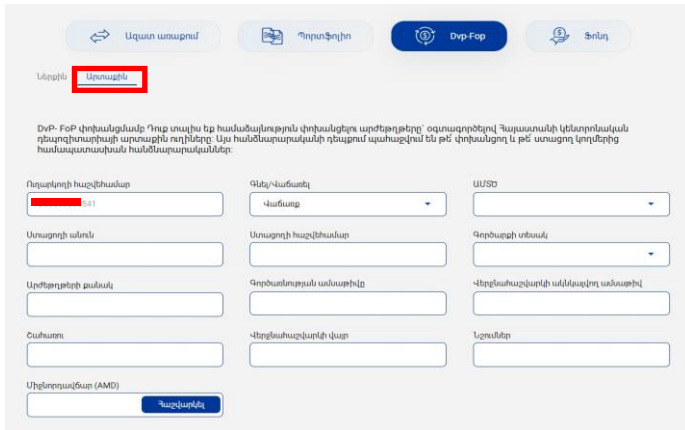 Ազատ առաքում Պորտֆոլիո Dvp-Fop Ֆոնդ
Ներքին Արտաքին
DvP- FoP փոխանցմամբ Դուք տալիս եք համաձայնություն փոխանցելու արժեթղթերը՝ օգտագործելով Հայաստանի կենտրոնական
դեպոզիտարիայի արտաքին ուղիները: Այս հանձնարարականի դեպքում պահաջվում են թե՛ փոխանցող և թե՛ ստացող կողմերից
համապատասխան հանձնարարականներ:
Ուղարկողի հաշվեհամար Գնել/Վաճառել ԱՄՏԾ
541 Վաճառք
Ստացողի անուն Ստացողի հաշվեհամար Գործարքի տեսակ
Արժեթղթերի քանակ Գործառնության ամսաթիվը Վերջնահաշվարկի ակնկալվող ամսաթիվ
Շահառու Վերջնահաշվարկի վայր Նշումներ
Միջնորդավճար (AMD)
Հաշվարկել